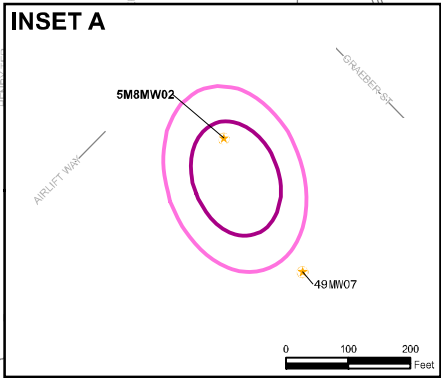 INSET A
GRAEBER ST
5M8MW02
AIRLIFT WAY
49MW07
0 100 200
Feet